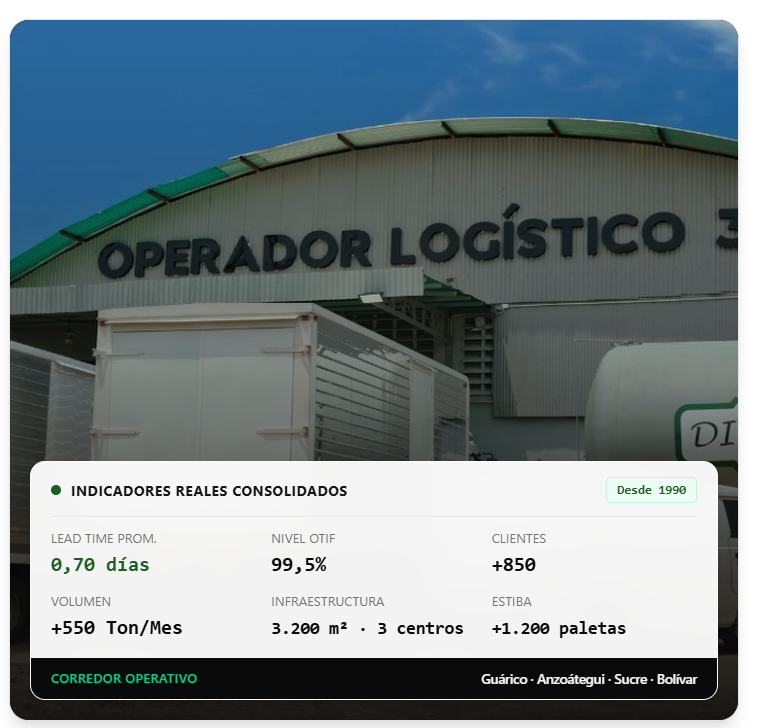 OPERADOR LOGÍSTICO 3
DI
INDICADORES REALES CONSOLIDADOS
Desde 1990
LEAD TIME PROM.
NIVEL OTIF
CLIENTES
0,70 días
99,5%
+850
VOLUMEN
INFRAESTRUCTURA
ESTIBA
+550 Ton/Mes
3.200 m² · 3 centros
+1.200 paletas
CORREDOR OPERATIVO
Guárico · Anzoátegui · Sucre · Bolívar